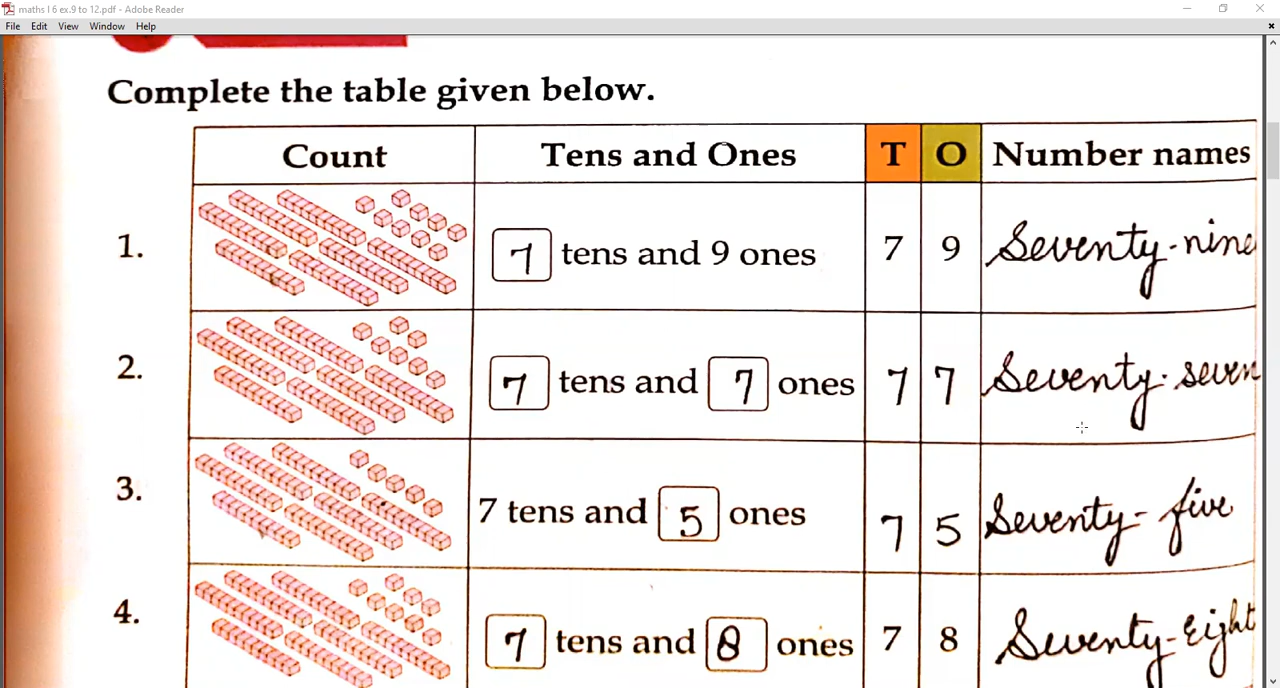 maths l 6 ex.9 to 12.pdf - Adobe Reader
File Edit View Window Help
Complete the table given below.
Count Tens and Ones T O Number names
1. 7 tens and 9 ones 7 9 Seventy-nine
2. 7 tens and 7 ones 7 7 Seventy-seven
3. 7 tens and 5 ones 7 5 Seventy-five
4. 7 tens and 8 ones 7 8 Seventy-Eight